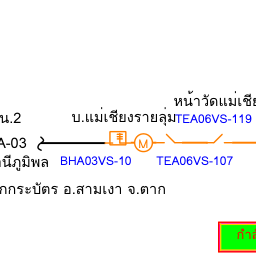 หน้าวัดแม่เชี
น.2 บ.แม่เชียงรายลุ่ม TEA06VS-119
A-03
นีภูมิพล BHA03VS-10 TEA06VS-107
M
กกระบัตร อ.สามเงา จ.ตาก
กำ